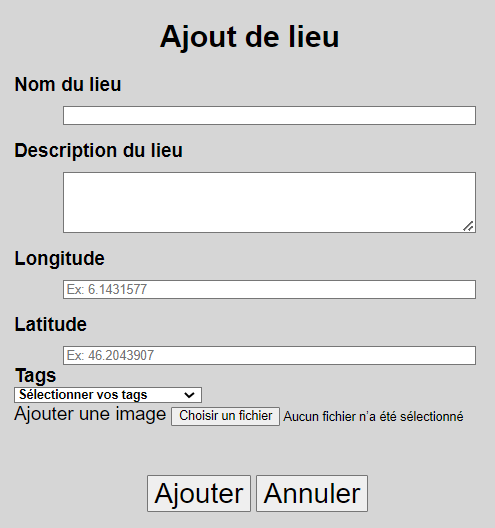 Ajout de lieu
Nom du lieu
Description du lieu
Longitude
Ex: 6.1431577
Latitude
Ex: 46.2043907
Tags
Sélectionner vos tags
Ajouter une image Choisir un fichier Aucun fichier n'a été sélectionné
Ajouter Annuler